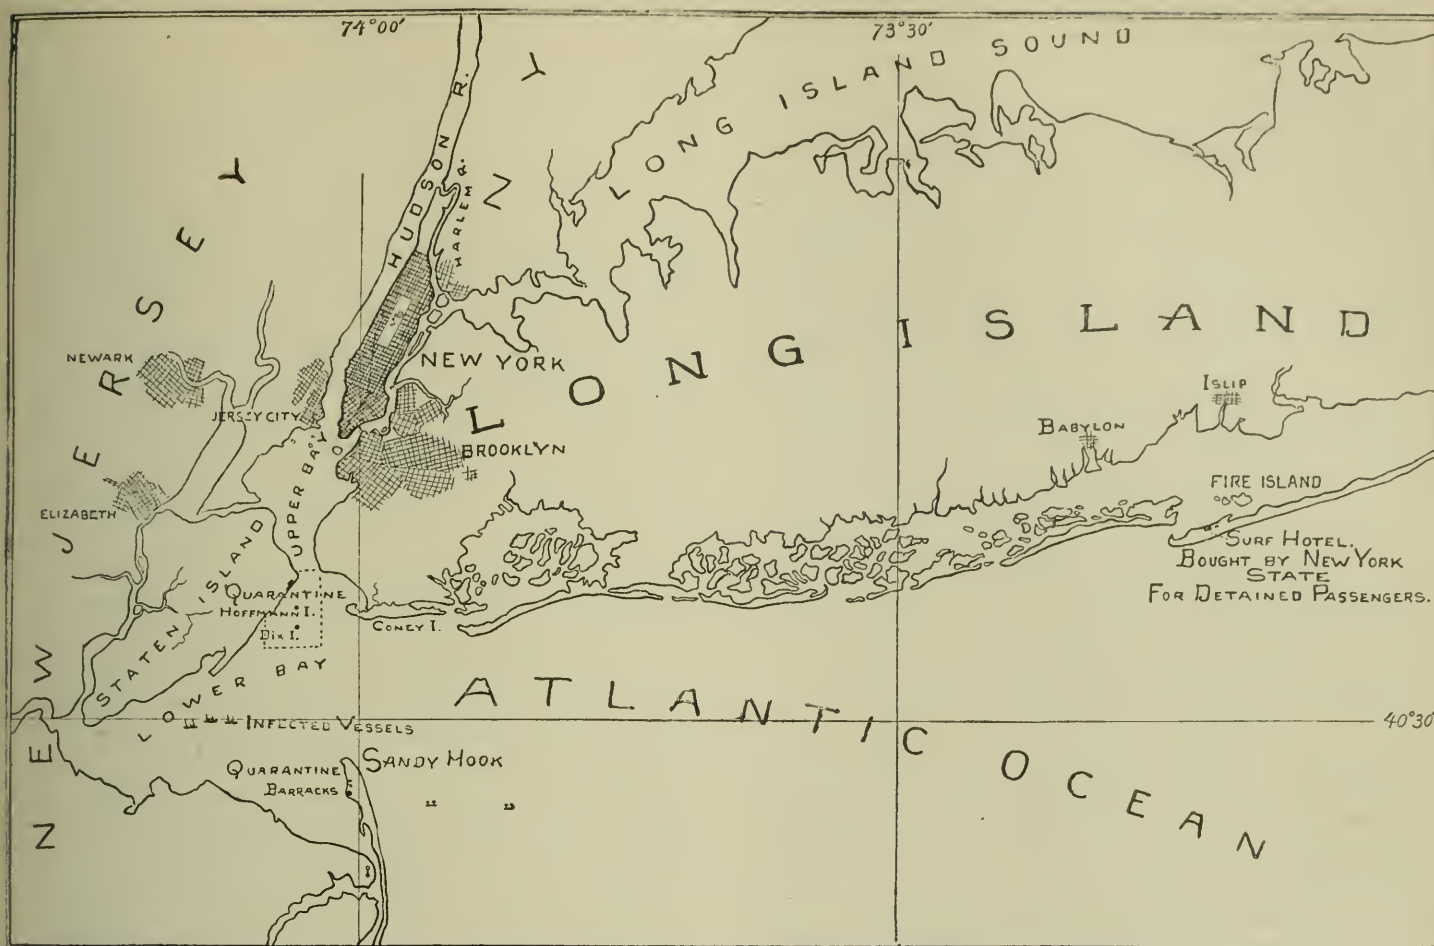 74°00'
73°30'
LONG ISLAND SOUND
N Y
HUDSON R.
HARLEM R.
NEW JERSEY
NEWARK
JERSEY CITY
NEW YORK
LONG ISLAND
BROOKLYN
ISLIP
BABYLON
FIRE ISLAND
SURF HOTEL.
BOUGHT BY NEW YORK
STATE
FOR DETAINED PASSENGERS.
ELIZABETH
UPPER BAY
STATEN ISLAND
QUARANTINE
HOFFMANN I.
DIX I.
CONEY I.
LOWER BAY
INFECTED VESSELS
ATLANTIC OCEAN
40°30'
QUARANTINE
BARRACKS
SANDY HOOK